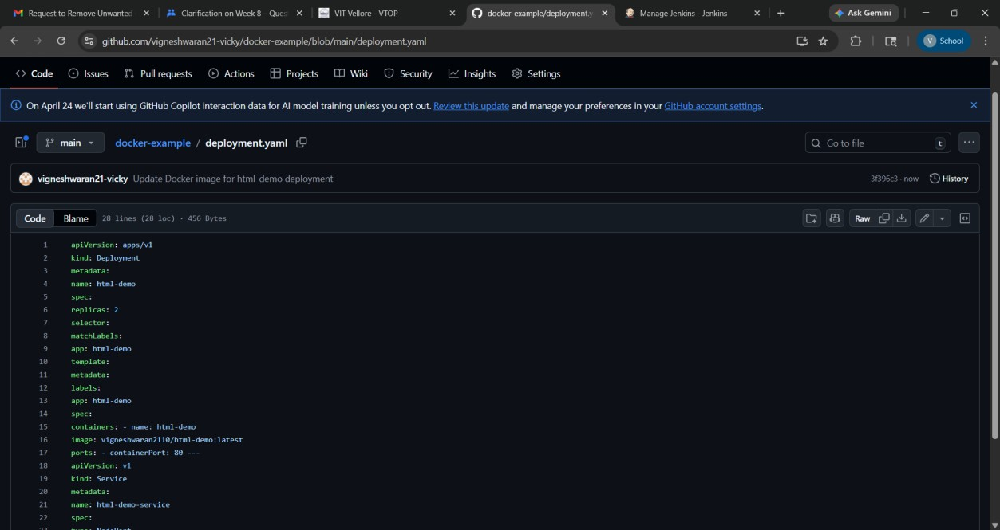 Request to Remove Unwanted
Clarification on Week 8 – Ques
VIT Vellore - VTOP
docker-example/deployment.y
Manage Jenkins - Jenkins
Ask Gemini
github.com/vigneshwaran21-vicky/docker-example/blob/main/deployment.yaml
V School
Code
Issues
Pull requests
Actions
Projects
Wiki
Security
Insights
Settings
On April 24 we'll start using GitHub Copilot interaction data for AI model training unless you opt out. Review this update and manage your preferences in your GitHub account settings.
main
docker-example / deployment.yaml
Go to file
t
vigneshwaran21-vicky Update Docker image for html-demo deployment
3f396c3 · now
History
Code
Blame
28 lines (28 loc) · 456 Bytes
Raw
1 apiVersion: apps/v1
2 kind: Deployment
3 metadata:
4 name: html-demo
5 spec:
6 replicas: 2
7 selector:
8 matchLabels:
9 app: html-demo
10 template:
11 metadata:
12 labels:
13 app: html-demo
14 spec:
15 containers: - name: html-demo
16 image: vigneshwaran2110/html-demo:latest
17 ports: - containerPort: 80 ---
18 apiVersion: v1
19 kind: Service
20 metadata:
21 name: html-demo-service
22 spec:
23 type: NodePort